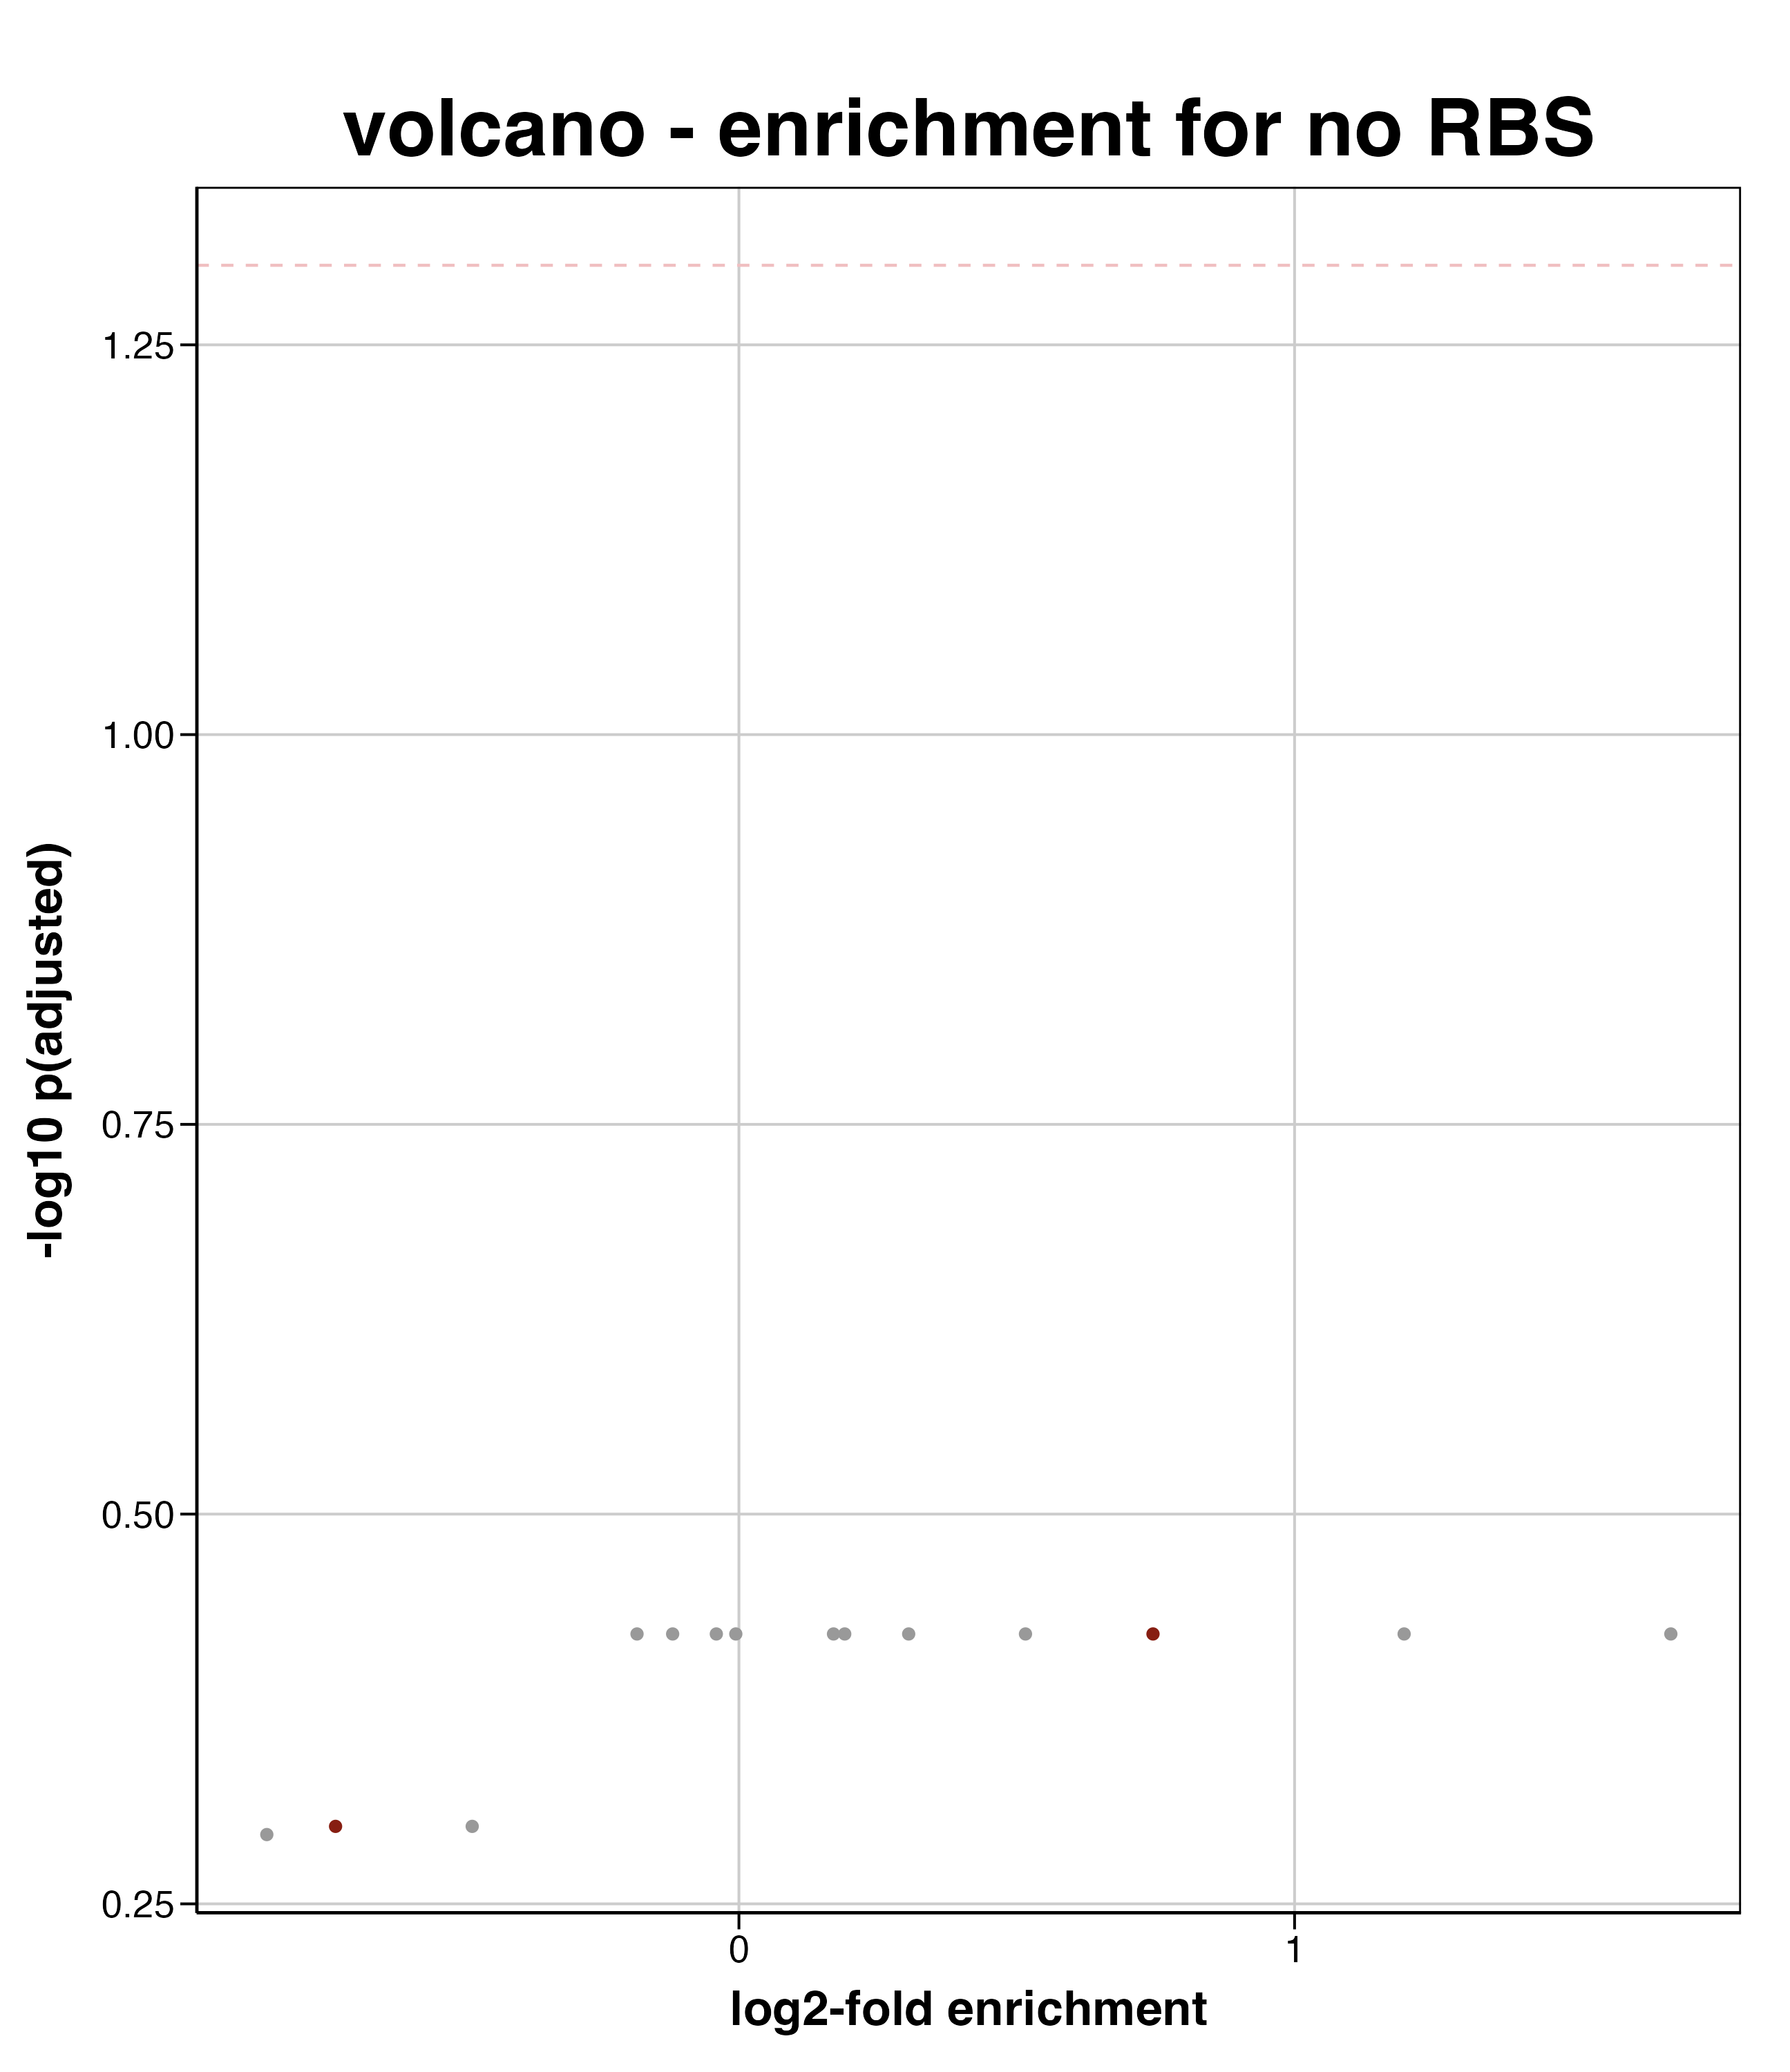 volcano - enrichment for no RBS
-log10 p(adjusted)
1.25
1.00
0.75
0.50
0.25
0
1
log2-fold enrichment